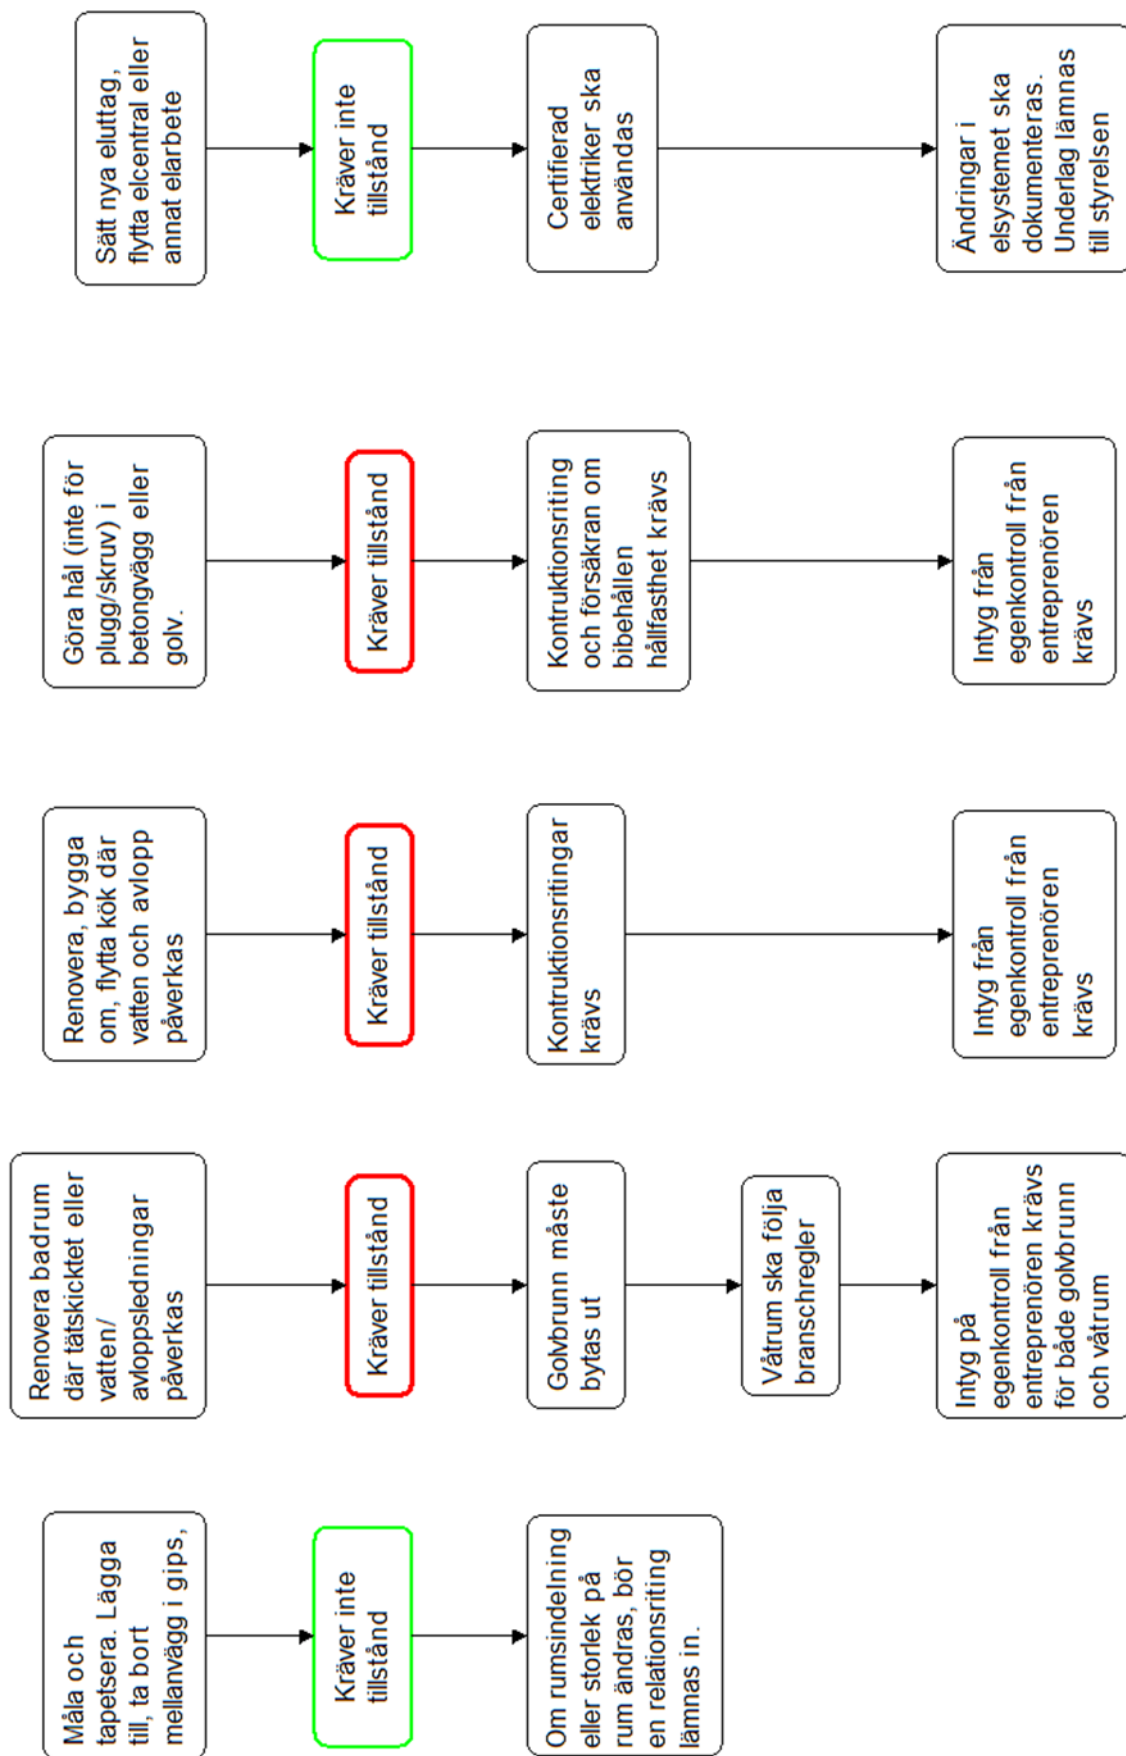 Måla och
tapetsera. Lägga
till, ta bort
mellanvägg i gips,
Kräver inte
tillstånd
Om rumsindelning
eller storlek på
rum ändras, bör
en relationsriting
lämnas in.
Renovera badrum
där tätskicktet eller
vatten/
avloppsledningar
påverkas
Kräver tillstånd
Golvbrunn måste
bytas ut
Våtrum ska följa
branschregler
Intyg på
egenkontroll från
entreprenören krävs
för både golvbrunn
och våtrum
Renovera, bygga
om, flytta kök där
vatten och avlopp
påverkas
Kräver tillstånd
Kontruktionsritingar
krävs
Intyg från
egenkontroll från
entreprenören
krävs
Göra hål (inte för
plugg/skruv) i
betongvägg eller
golv.
Kräver tillstånd
Kontruktionsriting
och försäkran om
bibehållen
hållfasthet krävs
Intyg från
egenkontroll från
entreprenören
krävs
Sätt nya eluttag,
flytta elcentral eller
annat elarbete
Kräver inte
tillstånd
Certifierad
elektriker ska
användas
Ändringar i
elsystemet ska
dokumenteras.
Underlag lämnas
till styrelsen